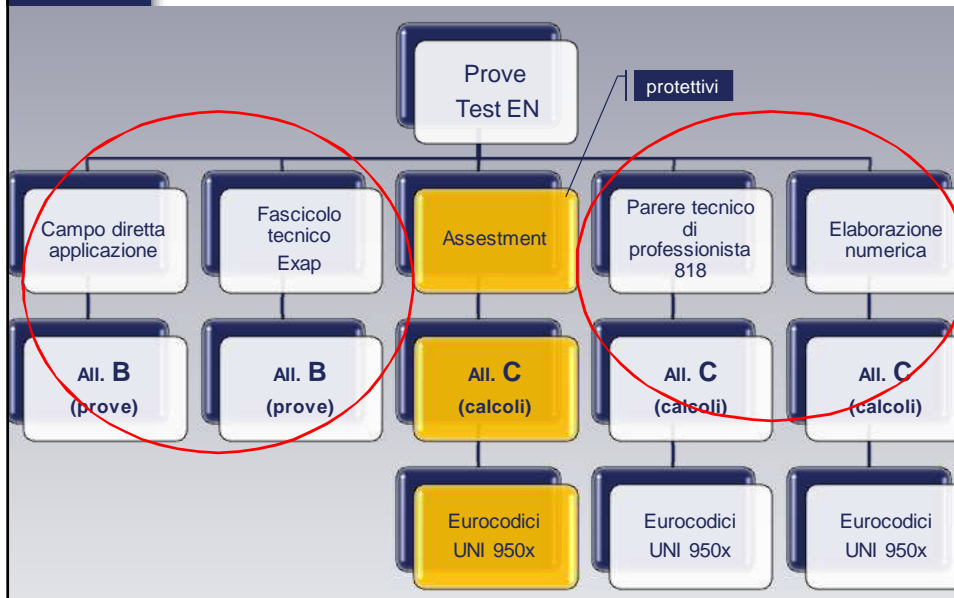 Prove
Test EN
protettivi
Campo diretta
applicazione
Fascicolo
tecnico
Exap
Assestment
Parere tecnico
di
professionista
818
Elaborazione
numerica
All. B
(prove)
All. B
(prove)
All. C
(calcoli)
All. C
(calcoli)
All. C
(calcoli)
Eurocodici
UNI 950x
Eurocodici
UNI 950x
Eurocodici
UNI 950x